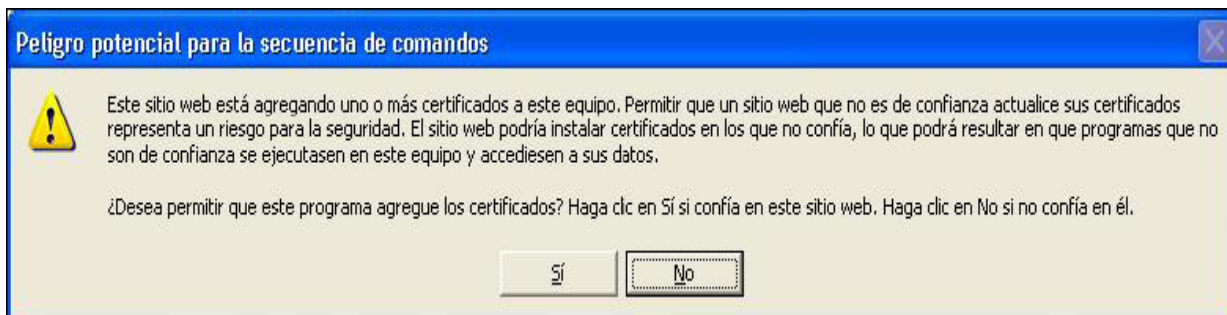 Peligro potencial para la secuencia de comandos
Este sitio web está agregando uno o más certificados a este equipo. Permitir que un sitio web que no es de confianza actualice sus certificados
representa un riesgo para la seguridad. El sitio web podría instalar certificados en los que no confía, lo que podrá resultar en que programas que no
son de confianza se ejecutasen en este equipo y accediesen a sus datos.
¿Desea permitir que este programa agregue los certificados? Haga clic en Sí si confía en este sitio web. Haga clic en No si no confía en él.
Sí No